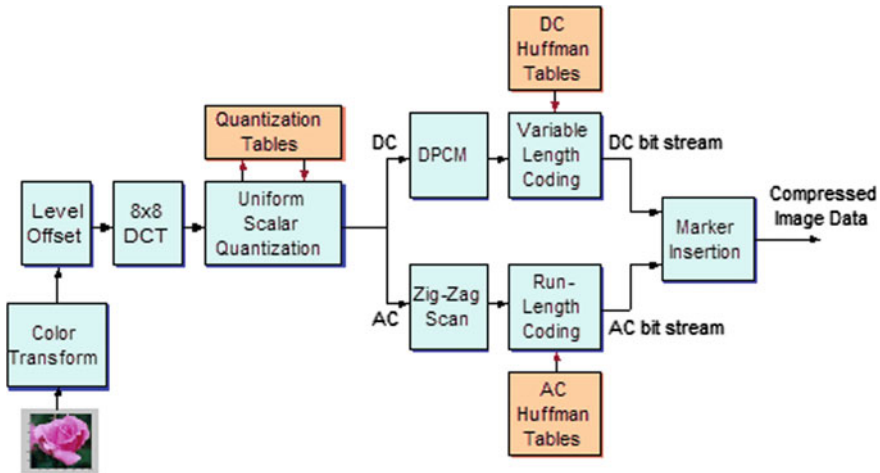 DC
Huffman
Tables
Quantization
Tables
DC
DPCM
Variable
Length
Coding
DC bit stream
Level
Offset
8x8
DCT
Uniform
Scalar
Quantization
Marker
Insertion
Compressed
Image Data
Color
Transform
AC
Zig-Zag
Scan
Run-
Length
Coding
AC bit stream
AC
Huffman
Tables